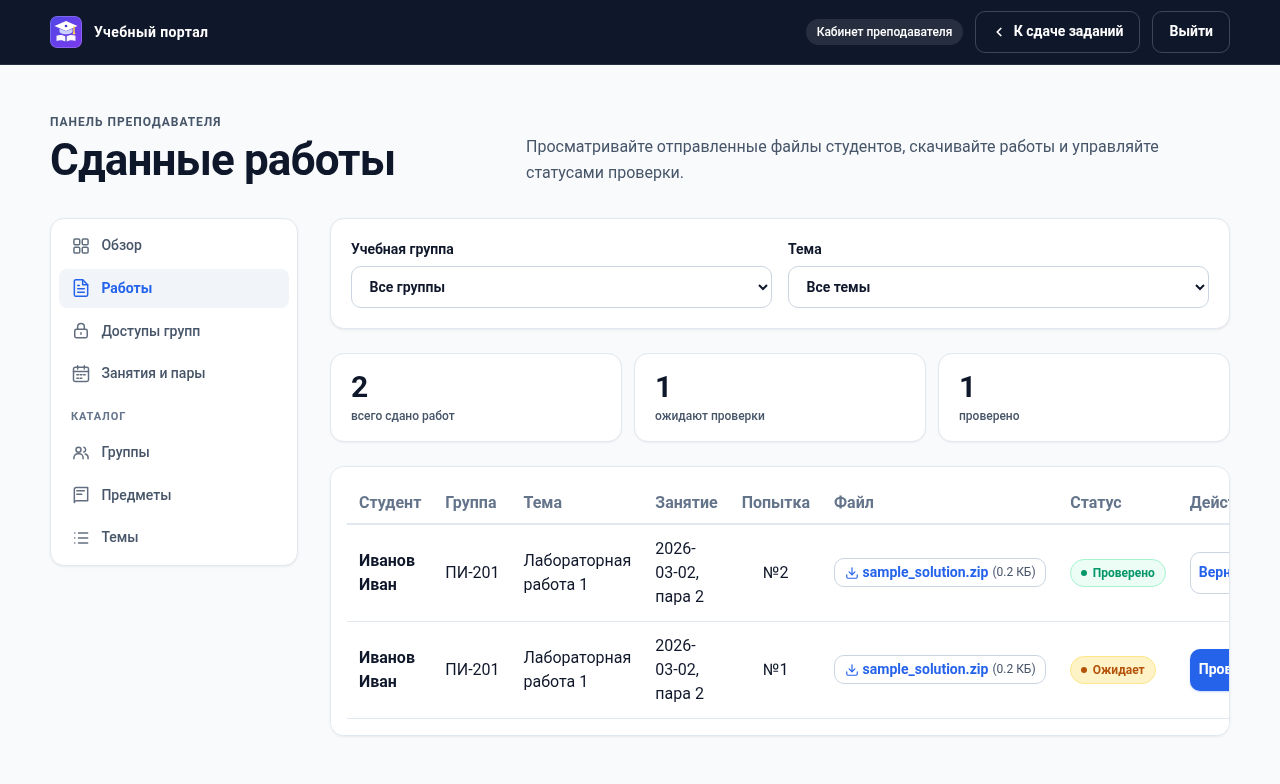 Учебный портал
Кабинет преподавателя
К сдаче заданий
Выйти
ПАНЕЛЬ ПРЕПОДАВАТЕЛЯ
Сданные работы
Просматривайте отправленные файлы студентов, скачивайте работы и управляйте
статусами проверки.
Обзор
Работы
Доступы групп
Занятия и пары
КАТАЛОГ
Группы
Предметы
Темы
Учебная группа
Все группы
Тема
Все темы
2
всего сдано работ
1
ожидают проверки
1
проверено
Студент Группа Тема Занятие Попытка Файл Статус Дейст
Иванов
Иван
ПИ-201
Лабораторная
работа 1
2026-
03-02,
пара 2
№2
sample_solution.zip (0.2 КБ)
Проверено
Верн
Иванов
Иван
ПИ-201
Лабораторная
работа 1
2026-
03-02,
пара 2
№1
sample_solution.zip (0.2 КБ)
Ожидает
Пров